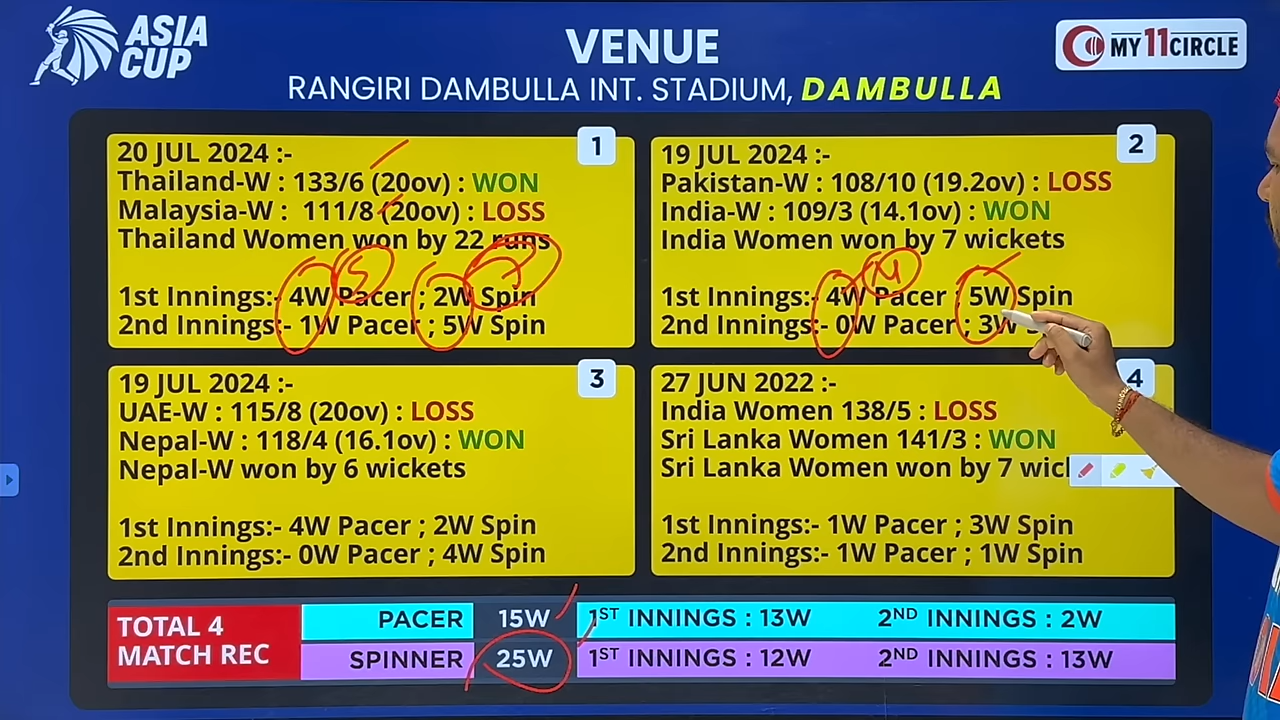 ASIA
CUP
VENUE
RANGIRI DAMBULLA INT. STADIUM, DAMBULLA
MY11CIRCLE
1
20 JUL 2024 :-
Thailand-W : 133/6 (20ov) : WON
Malaysia-W : 111/8 (20ov) : LOSS
Thailand Women won by 22 runs
1st Innings:- 4W Pacer ; 2W Spin
2nd Innings:- 1W Pacer ; 5W Spin
5
7
2
19 JUL 2024 :-
Pakistan-W : 108/10 (19.2ov) : LOSS
India-W : 109/3 (14.1ov) : WON
India Women won by 7 wickets
1st Innings:- 4W Pacer ; 5W Spin
2nd Innings:- 0W Pacer ; 3W
3
19 JUL 2024 :-
UAE-W : 115/8 (20ov) : LOSS
Nepal-W : 118/4 (16.1ov) : WON
Nepal-W won by 6 wickets
1st Innings:- 4W Pacer ; 2W Spin
2nd Innings:- 0W Pacer ; 4W Spin
4
27 JUN 2022 :-
India Women 138/5 : LOSS
Sri Lanka Women 141/3 : WON
Sri Lanka Women won by 7
1st Innings:- 1W Pacer ; 3W Spin
2nd Innings:- 1W Pacer ; 1W Spin
TOTAL 4
MATCH REC
PACER 15W 1ST INNINGS : 13W 2ND INNINGS : 2W
SPINNER 25W 1ST INNINGS : 12W 2ND INNINGS : 13W